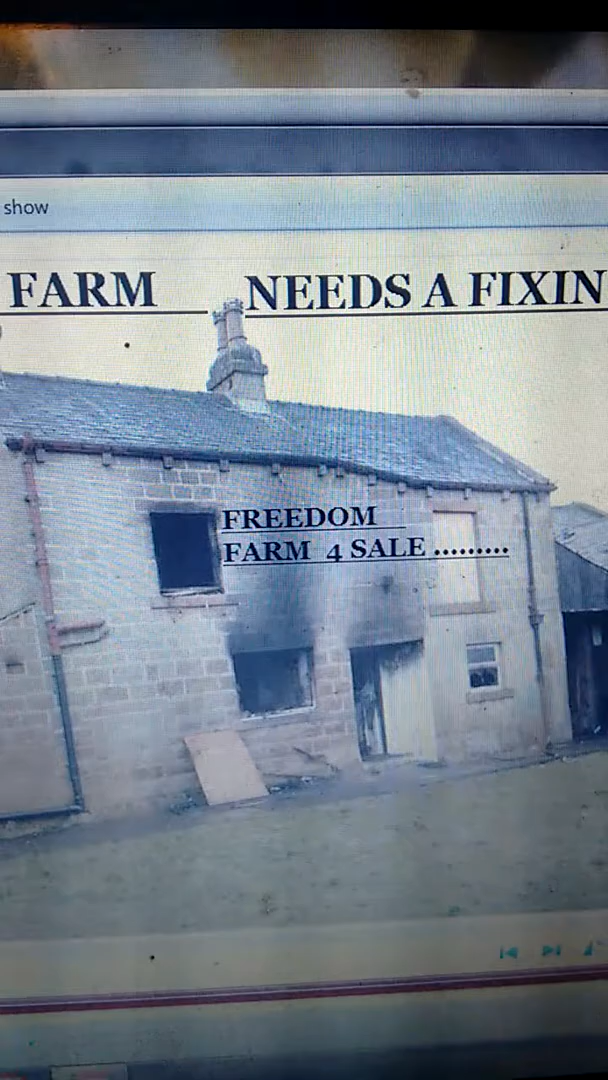 show
FARM NEEDS A FIXIN
FREEDOM
FARM 4 SALE .........